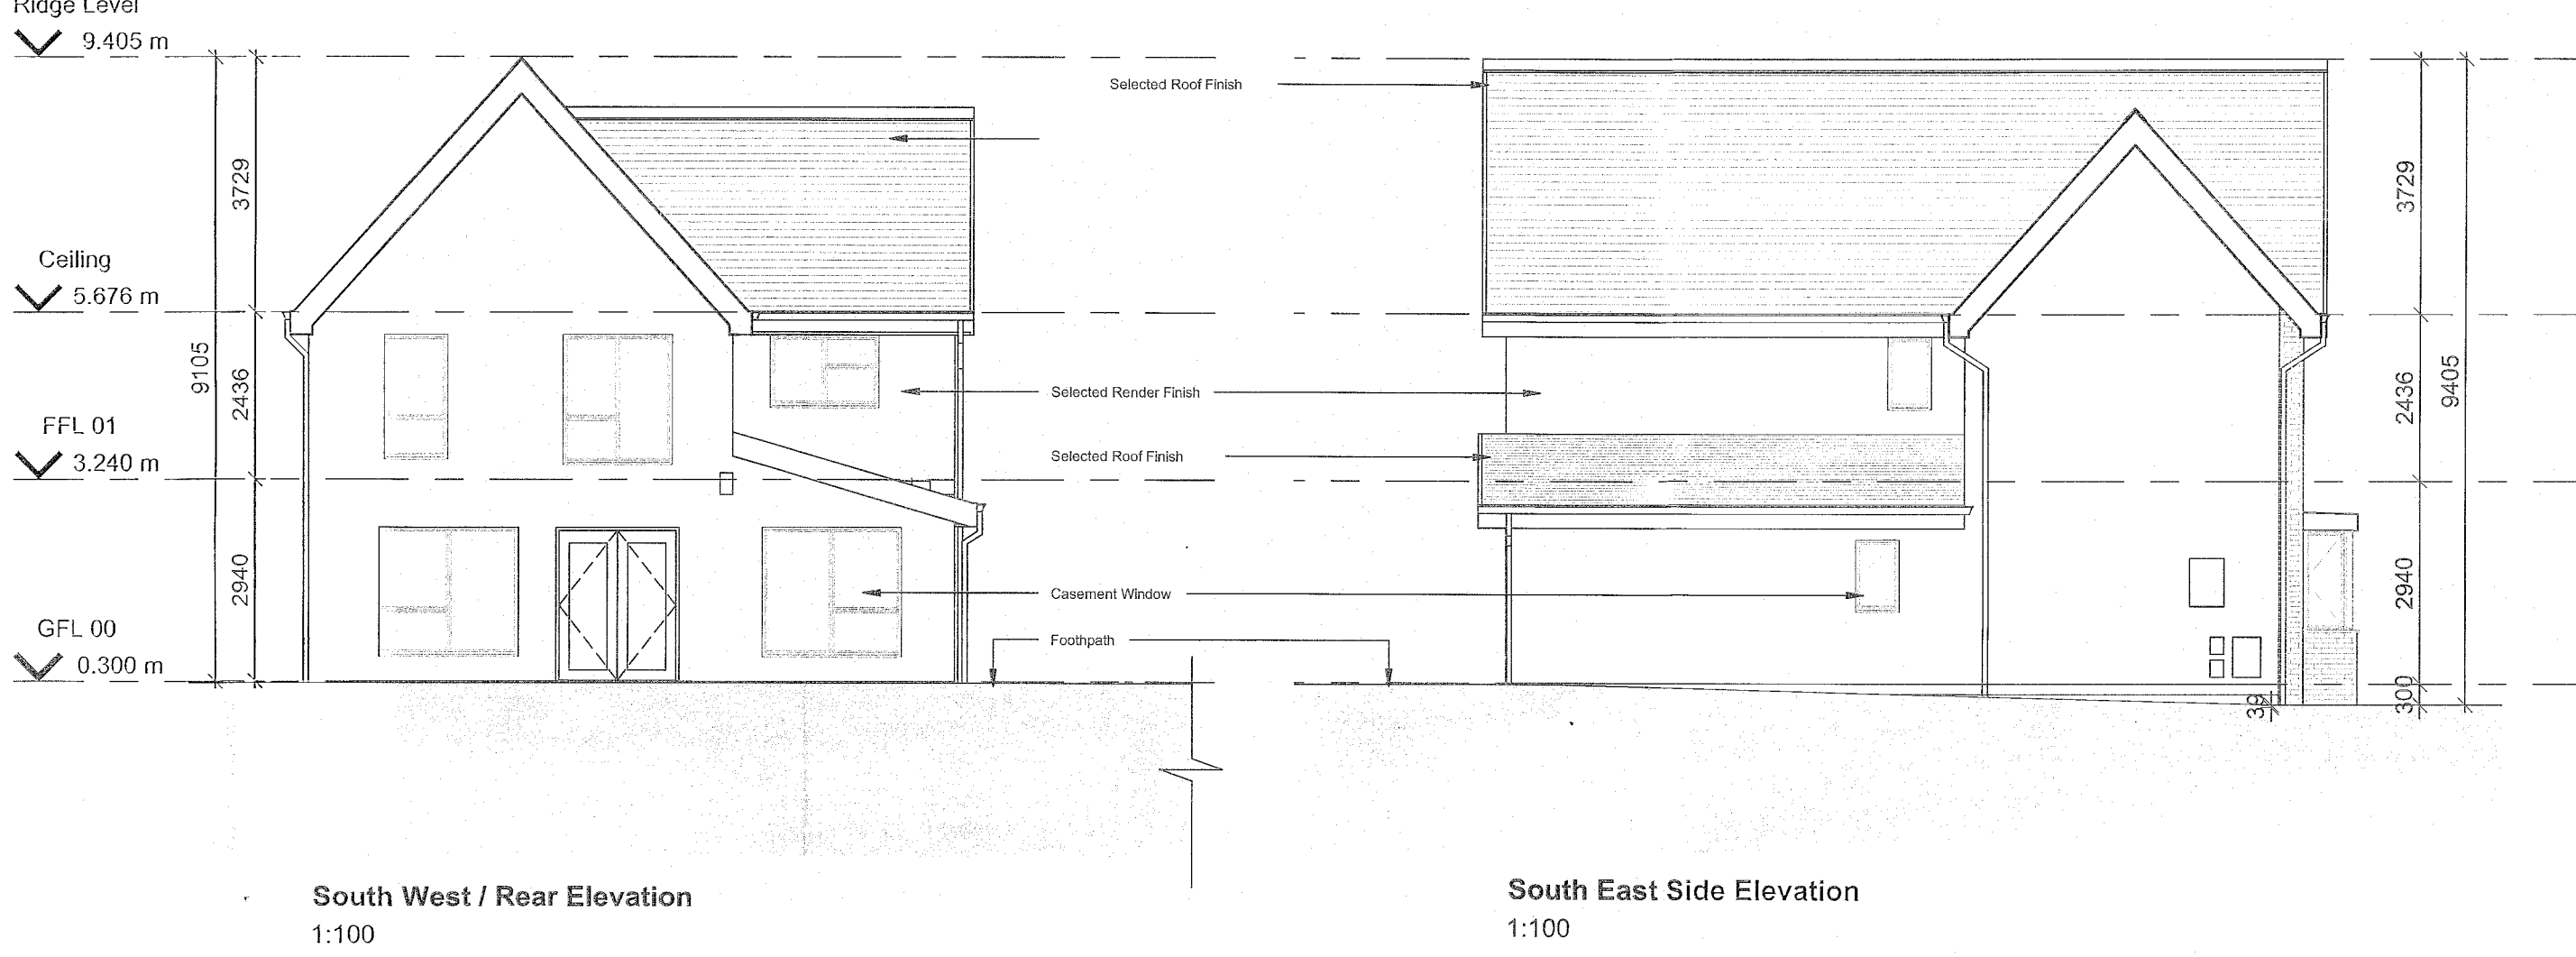 Ridge Level
9.405 m
Selected Roof Finish
3729
3729
Ceiling
5.676 m
9105
2436
Selected Render Finish
2436
9405
FFL 01
3.240 m
Selected Roof Finish
2940
Casement Window
2940
GFL 00
0.300 m
Foothpath
300
39
South West / Rear Elevation
1:100
South East Side Elevation
1:100